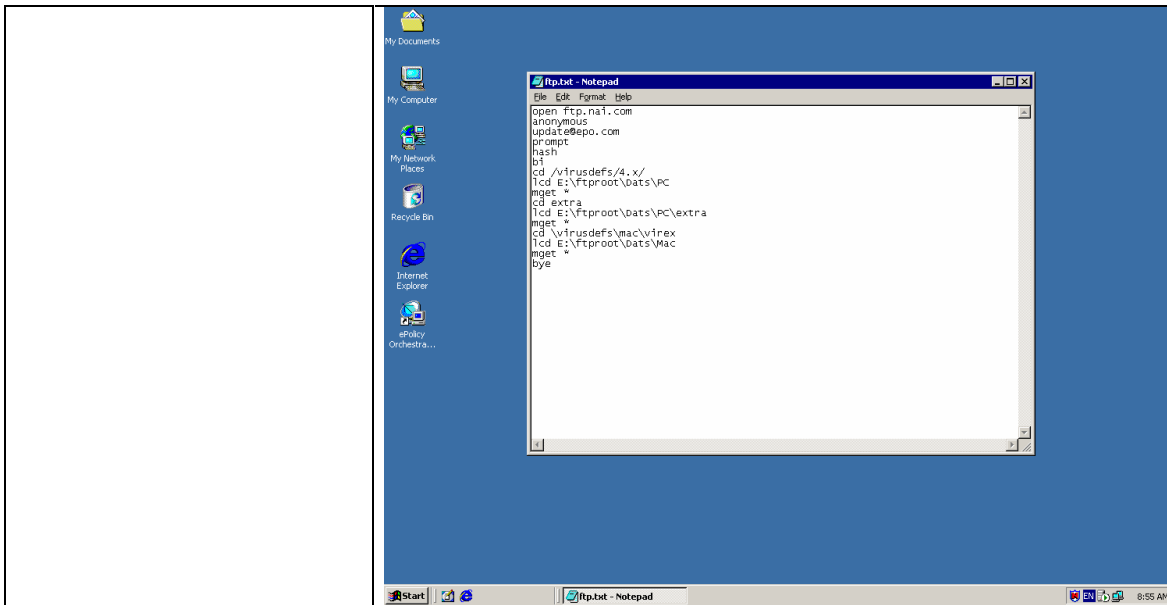 My Documents
My Computer
My Network
Places
Recycle Bin
Internet
Explorer
ePolicy
Orchestra...
ftp.txt - Notepad
File Edit Format Help
open ftp.nai.com
anonymous
update@epo.com
prompt
hash
bi
cd /virusdefs/4.x/
lcd E:\ftproot\Dats\PC
mget *
cd extra
lcd E:\ftproot\Dats\PC\extra
mget *
cd \virusdefs\mac\virex
lcd E:\ftproot\Dats\Mac
mget *
bye
Start ftp.txt - Notepad EN 8:55 AM